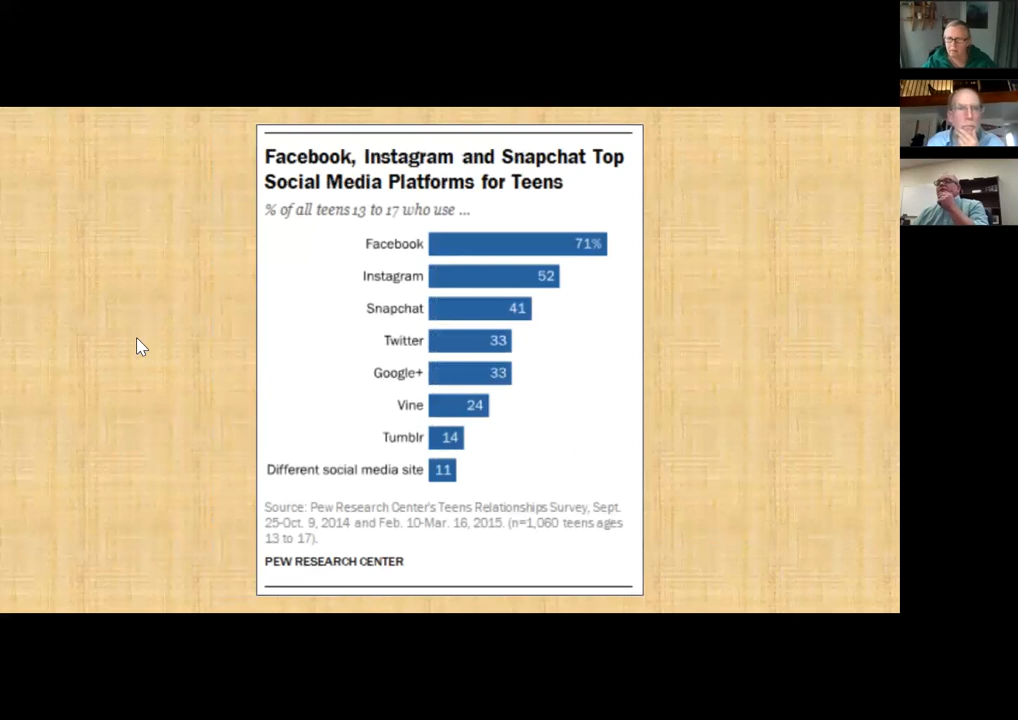 Facebook, Instagram and Snapchat Top
Social Media Platforms for Teens
% of all teens 13 to 17 who use ...
Facebook 71%
Instagram 52
Snapchat 41
Twitter 33
Google+ 33
Vine 24
Tumblr 14
Different social media site 11
Source: Pew Research Center's Teens Relationships Survey, Sept.
25-Oct. 9, 2014 and Feb. 10-Mar. 16, 2015. (n=1,060 teens ages
13 to 17).
PEW RESEARCH CENTER